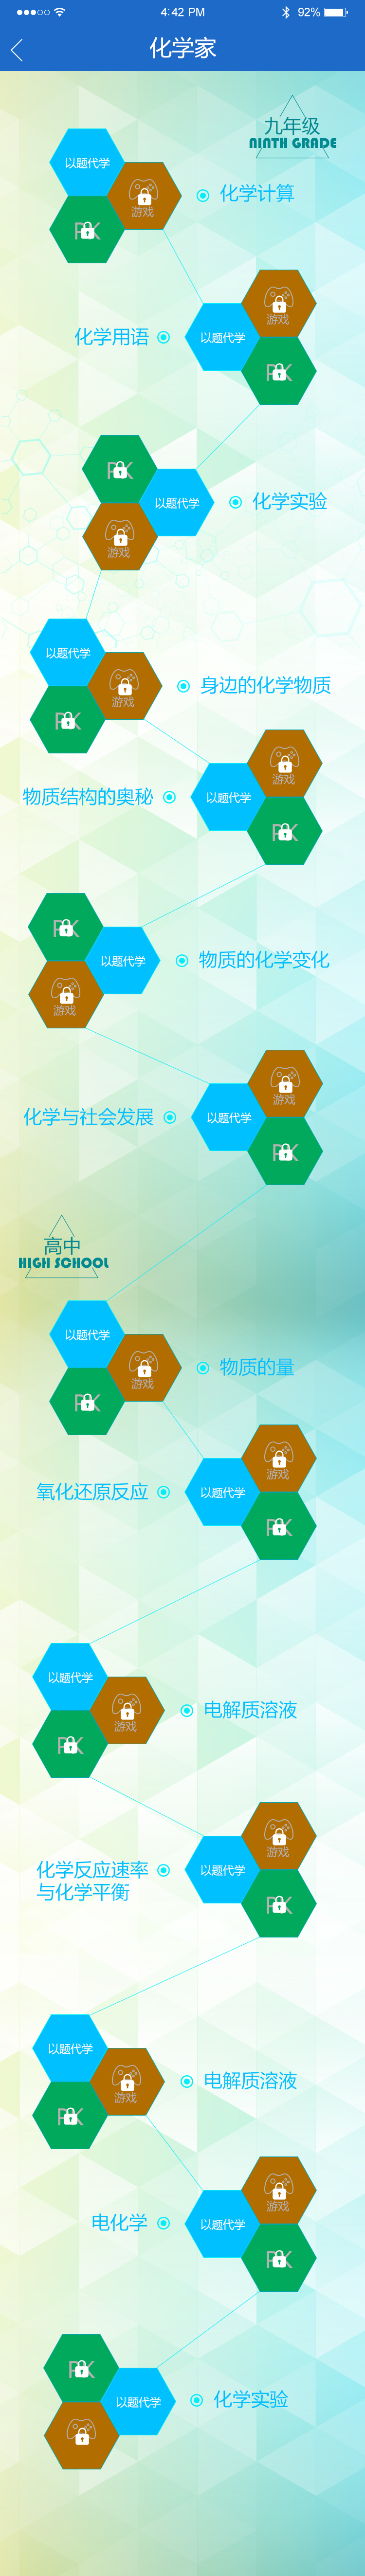 4:42 PM
92%
化学家
九年级
NINTH GRADE
以题代学
PK
游戏
化学计算
化学用语
以题代学
游戏
PK
PK
以题代学
游戏
化学实验
以题代学
游戏
PK
身边的化学物质
物质结构的奥秘
以题代学
游戏
PK
PK
以题代学
游戏
物质的化学变化
化学与社会发展
以题代学
游戏
PK
高中
HIGH SCHOOL
以题代学
游戏
PK
物质的量
氧化还原反应
以题代学
游戏
PK
以题代学
游戏
PK
电解质溶液
化学反应速率
与化学平衡
以题代学
游戏
PK
以题代学
游戏
PK
电解质溶液
电化学
以题代学
游戏
PK
PK
以题代学
化学实验